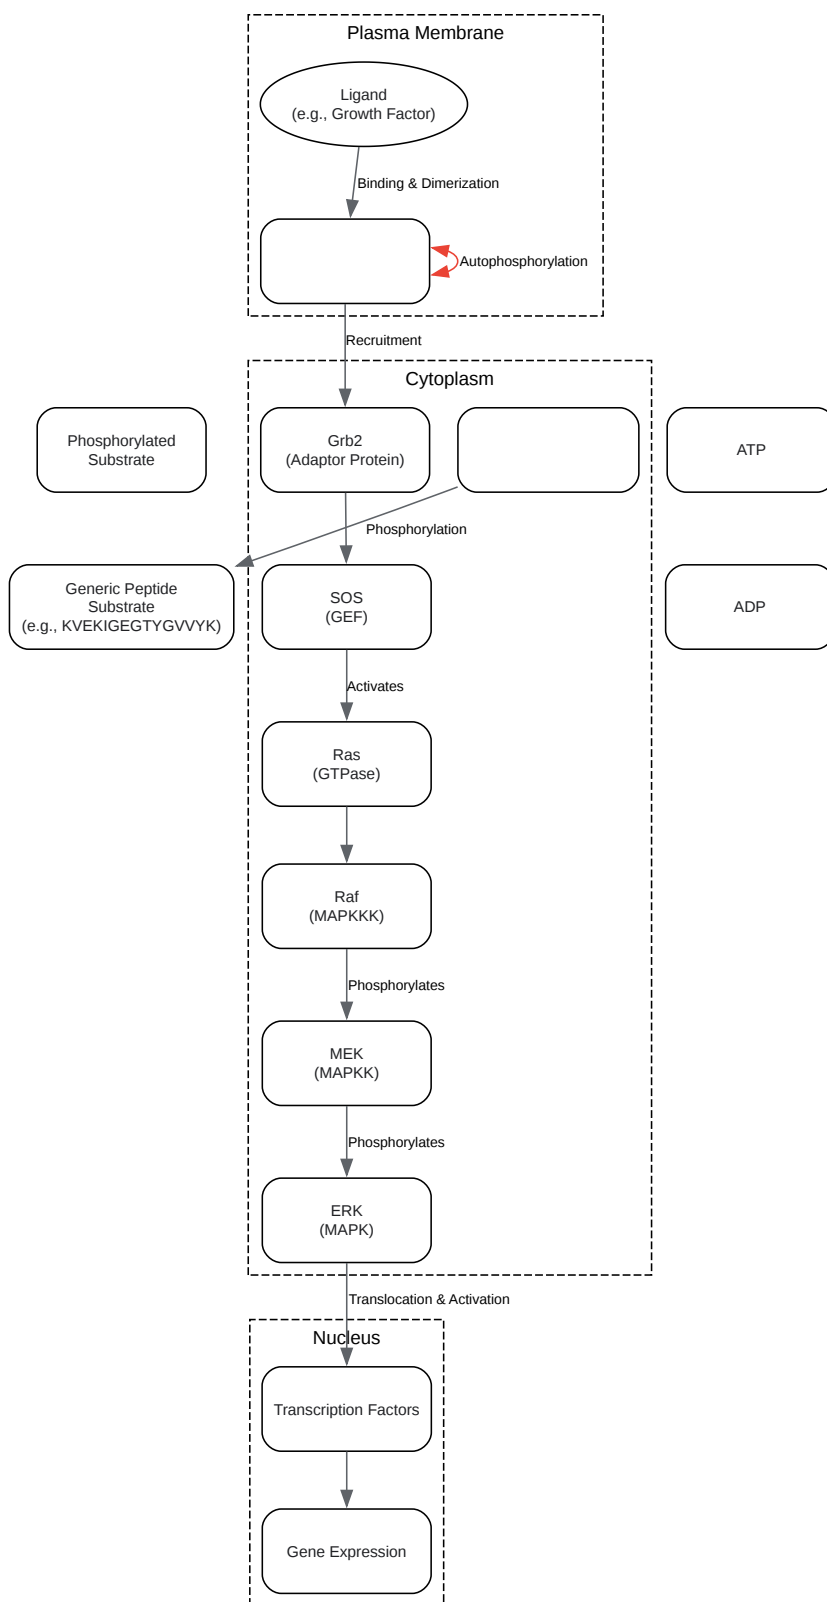 Plasma Membrane
Ligand
(e.g., Growth Factor)
Binding & Dimerization
Autophosphorylation
Recruitment
Cytoplasm
Phosphorylated
Substrate
Grb2
(Adaptor Protein)
ATP
Phosphorylation
Generic Peptide
Substrate
(e.g., KVEKIGEGTYGVVYK)
SOS
(GEF)
ADP
Activates
Ras
(GTPase)
Raf
(MAPKKK)
Phosphorylates
MEK
(MAPKK)
Phosphorylates
ERK
(MAPK)
Translocation & Activation
Nucleus
Transcription Factors
Gene Expression